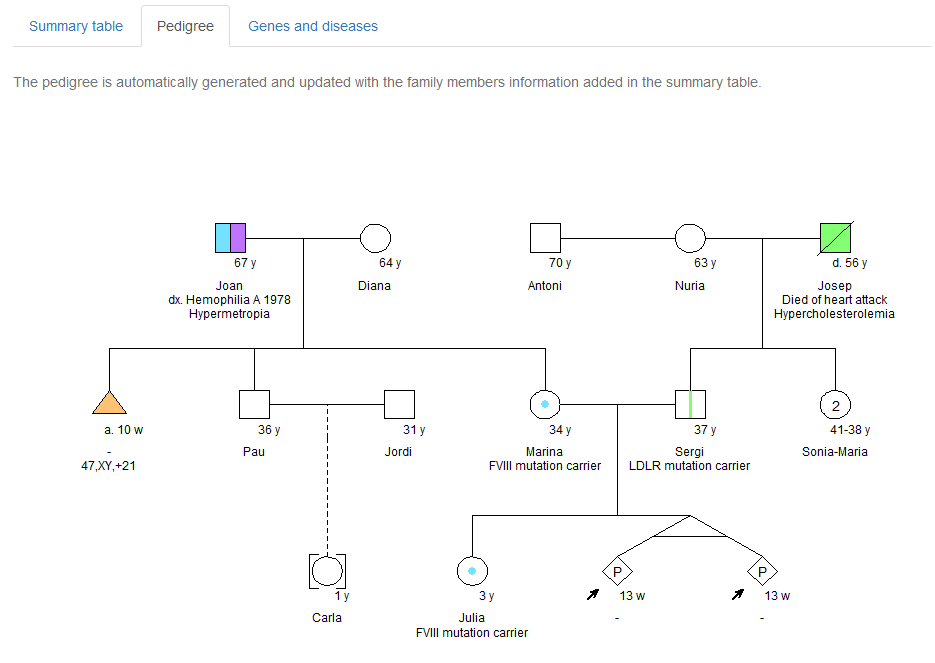 Summary table
Pedigree
Genes and diseases
The pedigree is automatically generated and updated with the family members information added in the summary table.
67 y
64 y
70 y
63 y
d. 56 y
Joan
dx. Hemophilia A 1978
Hypermetropia
Diana
Antoni
Nuria
Josep
Died of heart attack
Hypercholesterolemia
2
a. 10 w
36 y
31 y
34 y
37 y
41-38 y
-
47,XY,+21
Pau
Jordi
Marina
FVIII mutation carrier
Sergi
LDLR mutation carrier
Sonia-Maria
P
P
1 y
3 y
13 w
13 w
Carla
Julia
FVIII mutation carrier
-
-